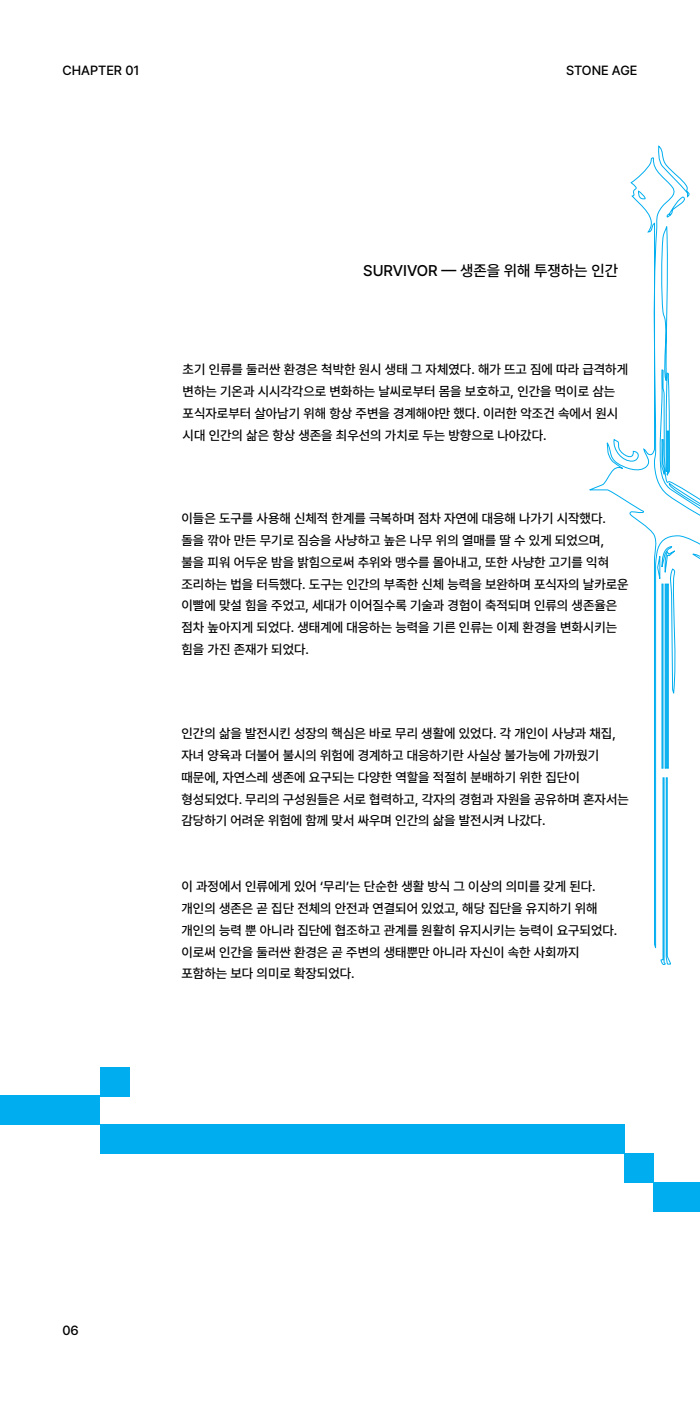 CHAPTER 01
STONE AGE
SURVIVOR — 생존을 위해 투쟁하는 인간
초기 인류를 둘러싼 환경은 척박한 원시 생태 그 자체였다. 해가 뜨고 짐에 따라 급격하게
변하는 기온과 시시각각으로 변화하는 날씨로부터 몸을 보호하고, 인간을 먹이로 삼는
포식자로부터 살아남기 위해 항상 주변을 경계해야만 했다. 이러한 악조건 속에서 원시
시대 인간의 삶은 항상 생존을 최우선의 가치로 두는 방향으로 나아갔다.
이들은 도구를 사용해 신체적 한계를 극복하며 점차 자연에 대응해 나가기 시작했다.
돌을 깎아 만든 무기로 짐승을 사냥하고 높은 나무 위의 열매를 딸 수 있게 되었으며,
불을 피워 어두운 밤을 밝힘으로써 추위와 맹수를 몰아내고, 또한 사냥한 고기를 익혀
조리하는 법을 터득했다. 도구는 인간의 부족한 신체 능력을 보완하며 포식자의 날카로운
이빨에 맞설 힘을 주었고, 세대가 이어질수록 기술과 경험이 축적되며 인류의 생존율은
점차 높아지게 되었다. 생태계에 대응하는 능력을 기른 인류는 이제 환경을 변화시키는
힘을 가진 존재가 되었다.
인간의 삶을 발전시킨 성장의 핵심은 바로 무리 생활에 있었다. 각 개인이 사냥과 채집,
자녀 양육과 더불어 불시의 위험에 경계하고 대응하기란 사실상 불가능에 가까웠기
때문에, 자연스레 생존에 요구되는 다양한 역할을 적절히 분배하기 위한 집단이
형성되었다. 무리의 구성원들은 서로 협력하고, 각자의 경험과 자원을 공유하며 혼자서는
감당하기 어려운 위험에 함께 맞서 싸우며 인간의 삶을 발전시켜 나갔다.
이 과정에서 인류에게 있어 ‘무리’는 단순한 생활 방식 그 이상의 의미를 갖게 된다.
개인의 생존은 곧 집단 전체의 안전과 연결되어 있었고, 해당 집단을 유지하기 위해
개인의 능력 뿐 아니라 집단에 협조하고 관계를 원활히 유지시키는 능력이 요구되었다.
이로써 인간을 둘러싼 환경은 곧 주변의 생태뿐만 아니라 자신이 속한 사회까지
포함하는 보다 의미로 확장되었다.
06